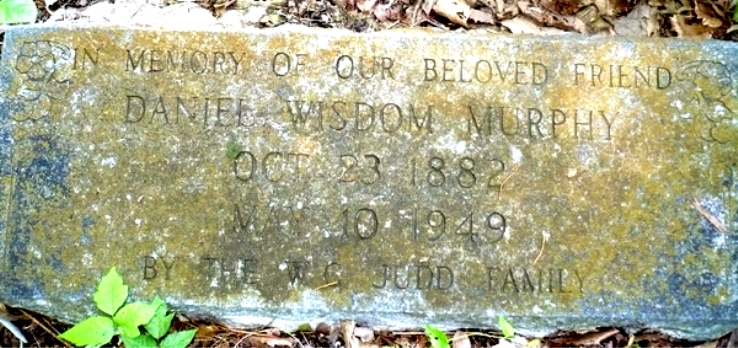 IN MEMORY OF OUR BELOVED FRIEND
DANIEL WISDOM MURPHY
OCT 23 1882
MAY 10 1949
BY THE W.C. JUDD FAMILY